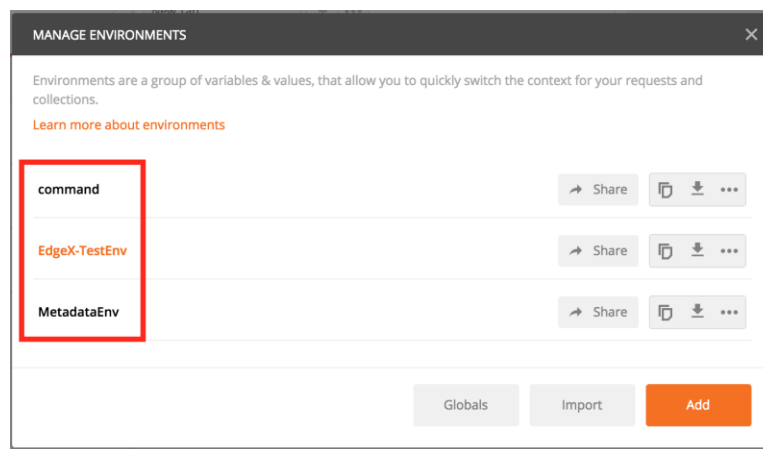 MANAGE ENVIRONMENTS
Environments are a group of variables & values, that allow you to quickly switch the context for your requests and
collections.
Learn more about environments
command Share
EdgeX-TestEnv Share
MetadataEnv Share
Globals Import Add